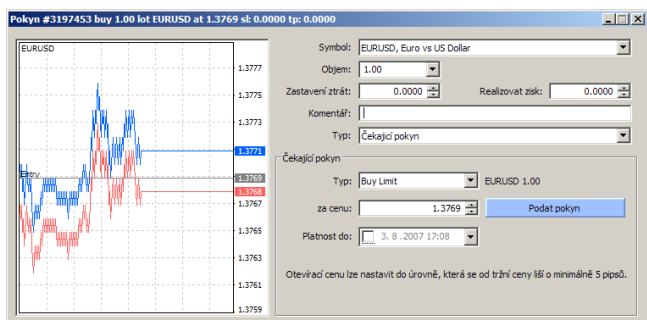 Pokyn #3197453 buy 1.00 lot EURUSD at 1.3769 sl: 0.0000 tp: 0.0000
EURUSD
1.3777
1.3775
1.3773
1.3771
Entry
1.3769
1.3768
1.3767
1.3765
1.3763
1.3761
1.3759
Symbol: EURUSD, Euro vs US Dollar
Objem: 1.00
Zastavení ztrát: 0.0000 Realizovat zisk: 0.0000
Komentář:
Typ: Čekající pokyn
Čekající pokyn
Typ: Buy Limit EURUSD 1.00
za cenu: 1.3769 Podat pokyn
Platnost do: 3. 8 .2007 17:08
Otevírací cenu lze nastavit do úrovně, která se od tržní ceny liší o minimálně 5 pipsů.